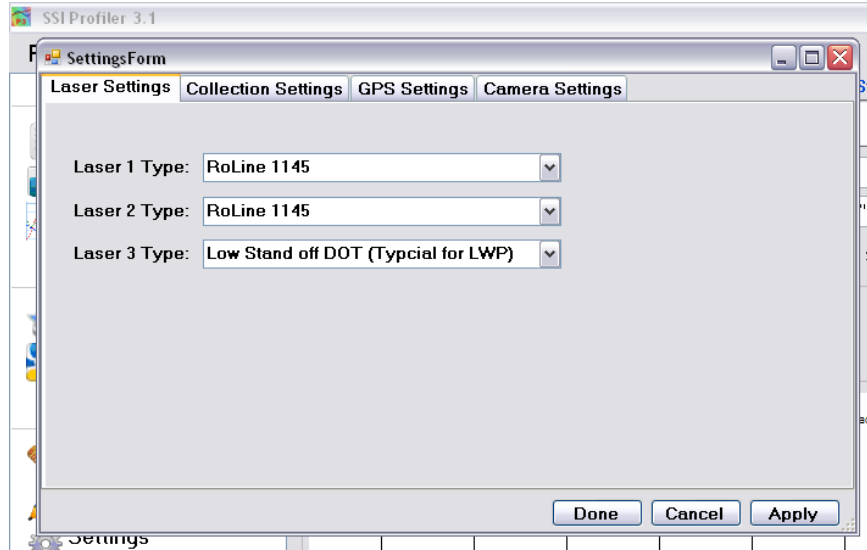 SSI Profiler 3.1
SettingsForm
Laser Settings Collection Settings GPS Settings Camera Settings
Laser 1 Type: RoLine 1145
Laser 2 Type: RoLine 1145
Laser 3 Type: Low Stand off DOT (Typcial for LWP)
Done Cancel Apply
Settings